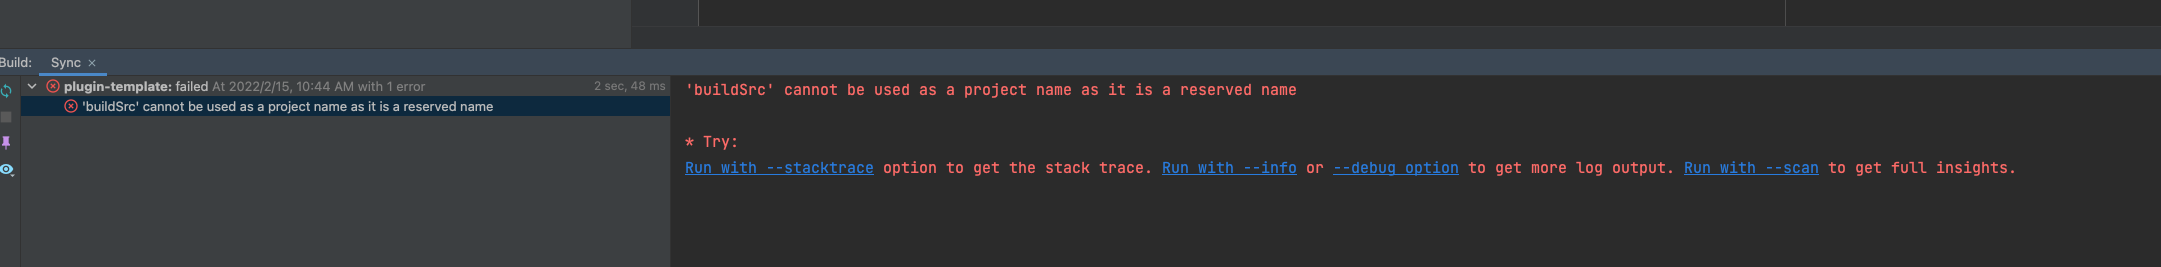 Build: Sync ×
plugin-template: failed At 2022/2/15, 10:44 AM with 1 error 2 sec, 48 ms
'buildSrc' cannot be used as a project name as it is a reserved name
'buildSrc' cannot be used as a project name as it is a reserved name
* Try:
Run with --stacktrace option to get the stack trace. Run with --info or --debug option to get more log output. Run with --scan to get full insights.